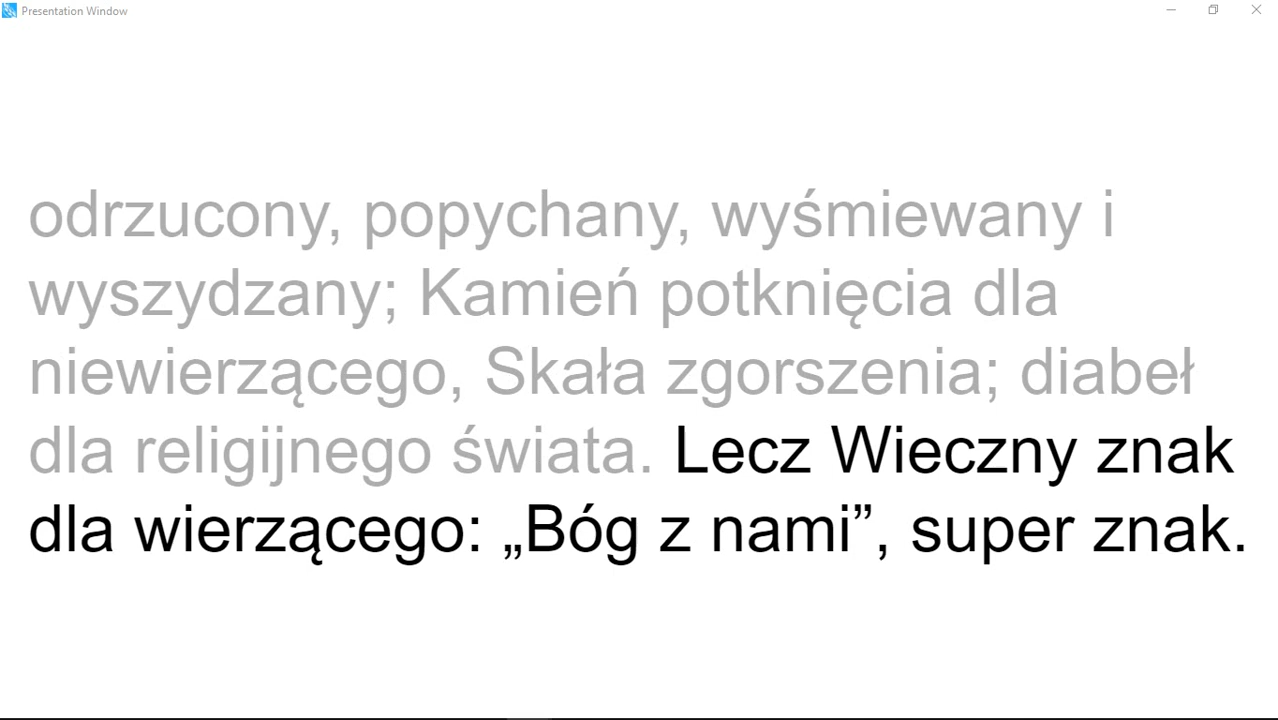 Presentation Window
odrzucony, popychany, wyśmiewany i
wyszydzany; Kamień potknięcia dla
niewierzącego, Skała zgorszenia; diabeł
dla religijnego świata. Lecz Wieczny znak
dla wierzącego: „Bóg z nami”, super znak.